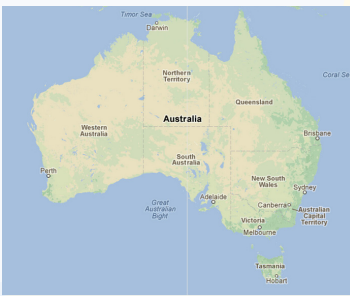 Timor Sea
Darwin
Coral Se
Northern
Territory
Queensland
Australia
Western
Australia
Brisbane
South
Australia
Perth
New South
Wales
Sydney
Adelaide
Great
Australian
Bight
Canberra
Australian
Capital
Territory
Victoria
Melbourne
Tasmania
Hobart